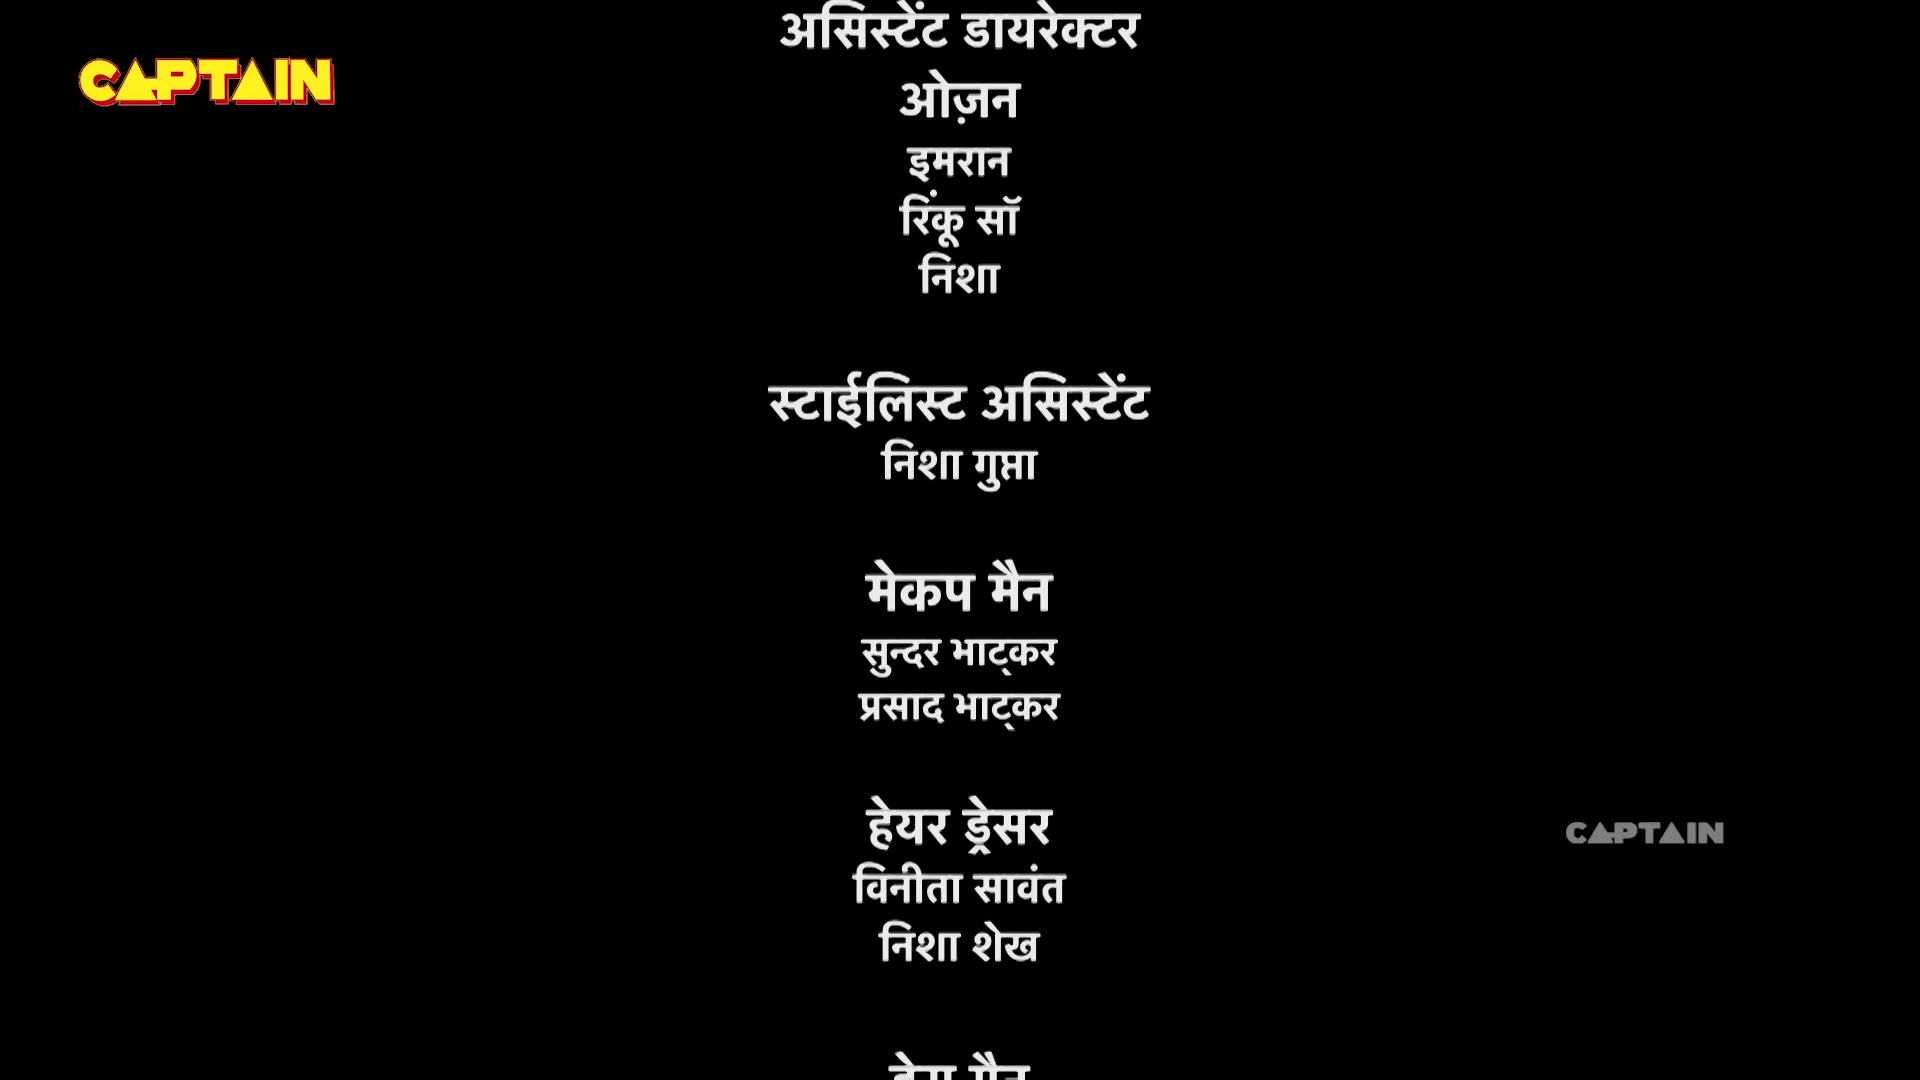 असिस्टेंट डायरेक्टर
CAPTAIN
ओज़न
इमरान
रिंकू सॉ
निशा
स्टाईलिस्ट असिस्टेंट
निशा गुप्ता
मेकप मैन
सुन्दर भाट्कर
प्रसाद भाट्कर
हेयर ड्रेसर
CAPTAIN
विनीता सावंत
निशा शेख
मैन